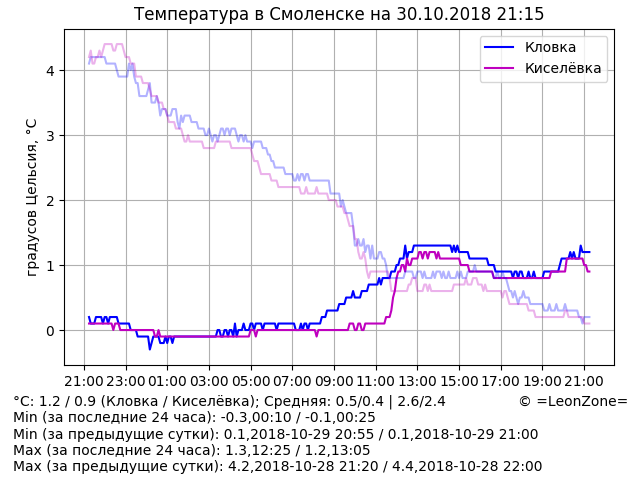 Температура в Смоленске на 30.10.2018 21:15
Кловка
Киселёвка
градусов Цельсия, °C
4
3
2
1
0
21:00 23:00 01:00 03:00 05:00 07:00 09:00 11:00 13:00 15:00 17:00 19:00 21:00
°C: 1.2 / 0.9 (Кловка / Киселёвка); Средняя: 0.5/0.4 | 2.6/2.4 © =LeonZone=
Min (за последние 24 часа): -0.3,00:10 / -0.1,00:25
Min (за предыдущие сутки): 0.1,2018-10-29 20:55 / 0.1,2018-10-29 21:00
Max (за последние 24 часа): 1.3,12:25 / 1.2,13:05
Max (за предыдущие сутки): 4.2,2018-10-28 21:20 / 4.4,2018-10-28 22:00